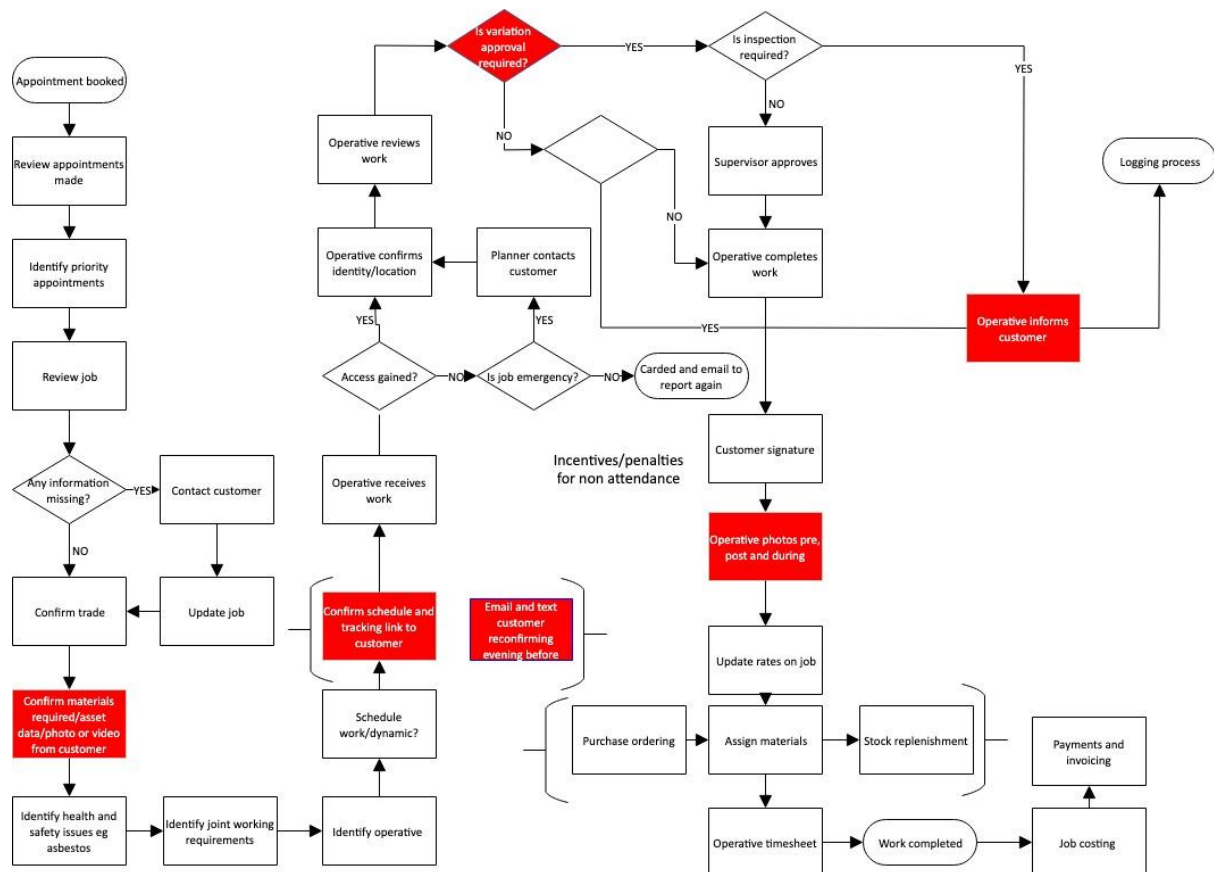 Appointment booked
Review appointments
made
Identify priority
appointments
Review job
Any information
missing?
YES
Contact customer
NO
Confirm trade
Update job
Confirm materials
required/asset
data/photo or video
from customer
Identify health and
safety issues eg
asbestos
Identify joint working
requirements
Identify operative
Schedule
work/dynamic?
Confirm schedule and
tracking link to
customer
Email and text
customer
reconfirming
evening before
Operative receives
work
Access gained?
NO
Is job emergency?
NO
Carded and email to
report again
YES
YES
Operative confirms
identity/location
Planner contacts
customer
Operative reviews
work
Is variation
approval
required?
YES
Is inspection
required?
YES
NO
NO
Supervisor approves
NO
Operative completes
work
YES
Operative informs
customer
Logging process
Incentives/penalties
for non attendance
Customer signature
Operative photos pre,
post and during
Update rates on job
Purchase ordering
Assign materials
Stock replenishment
Operative timesheet
Work completed
Job costing
Payments and
invoicing